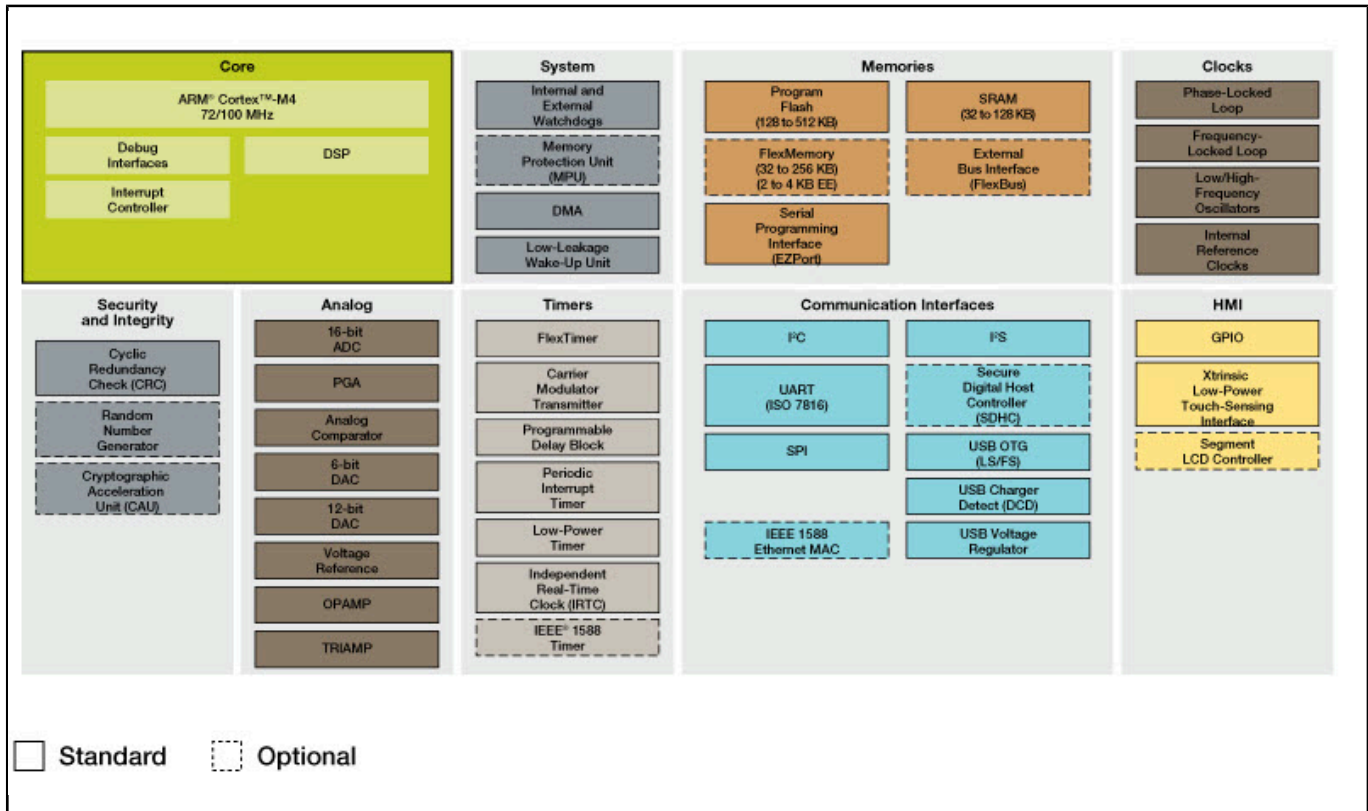 Core
ARM® Cortex™-M4
72/100 MHz
Debug
Interfaces
DSP
Interrupt
Controller
System
Internal and
External
Watchdogs
Memory
Protection Unit
(MPU)
DMA
Low-Leakage
Wake-Up Unit
Memories
Program
Flash
(128 to 512 KB)
SRAM
(32 to 128 KB)
FlexMemory
(32 to 256 KB)
(2 to 4 KB EE)
External
Bus Interface
(FlexBus)
Serial
Programming
Interface
(EZPort)
Clocks
Phase-Locked
Loop
Frequency-
Locked Loop
Low/High-
Frequency
Oscillators
Internal
Reference
Clocks
Security
and Integrity
Cyclic
Redundancy
Check (CRC)
Random
Number
Generator
Cryptographic
Acceleration
Unit (CAU)
Analog
16-bit
ADC
PGA
Analog
Comparator
6-bit
DAC
12-bit
DAC
Voltage
Reference
OPAMP
TRIAMP
Timers
FlexTimer
Carrier
Modulator
Transmitter
Programmable
Delay Block
Periodic
Interrupt
Timer
Low-Power
Timer
Independent
Real-Time
Clock (IRTC)
IEEE® 1588
Timer
Communication Interfaces
I²C
I²S
UART
(ISO 7816)
Secure
Digital Host
Controller
(SDHC)
SPI
USB OTG
(LS/FS)
USB Charger
Detect (DCD)
IEEE 1588
Ethernet MAC
USB Voltage
Regulator
HMI
GPIO
Xtrinsic
Low-Power
Touch-Sensing
Interface
Segment
LCD Controller
Standard
Optional